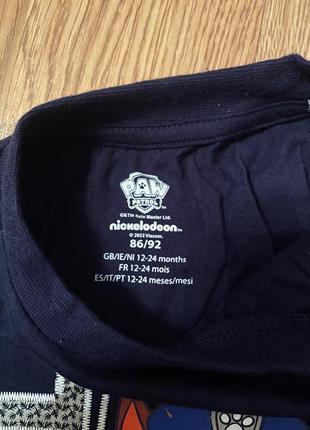 PAW
PATROL
©&TM Spin Master Ltd.
nickelodeon
© 2022 Viacom.
86/92
GB/IE/NI 12-24 months
FR 12-24 mois
ES/IT/PT 12-24 meses/mesi